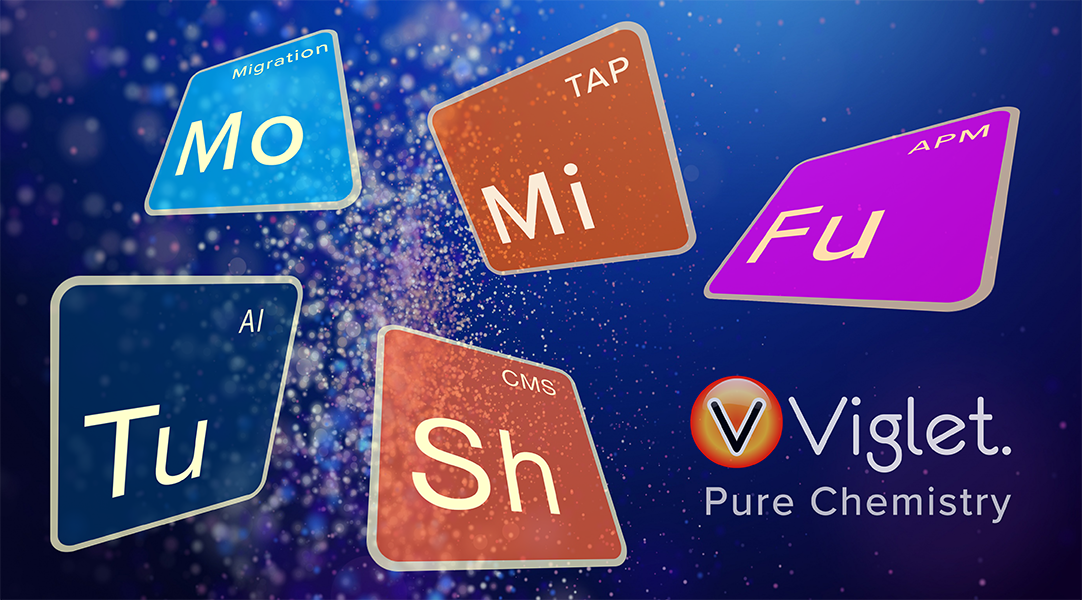 Migration
Mo
TAP
Mi
APM
Fu
AI
Tu
CMS
Sh
V Viglet.
Pure Chemistry